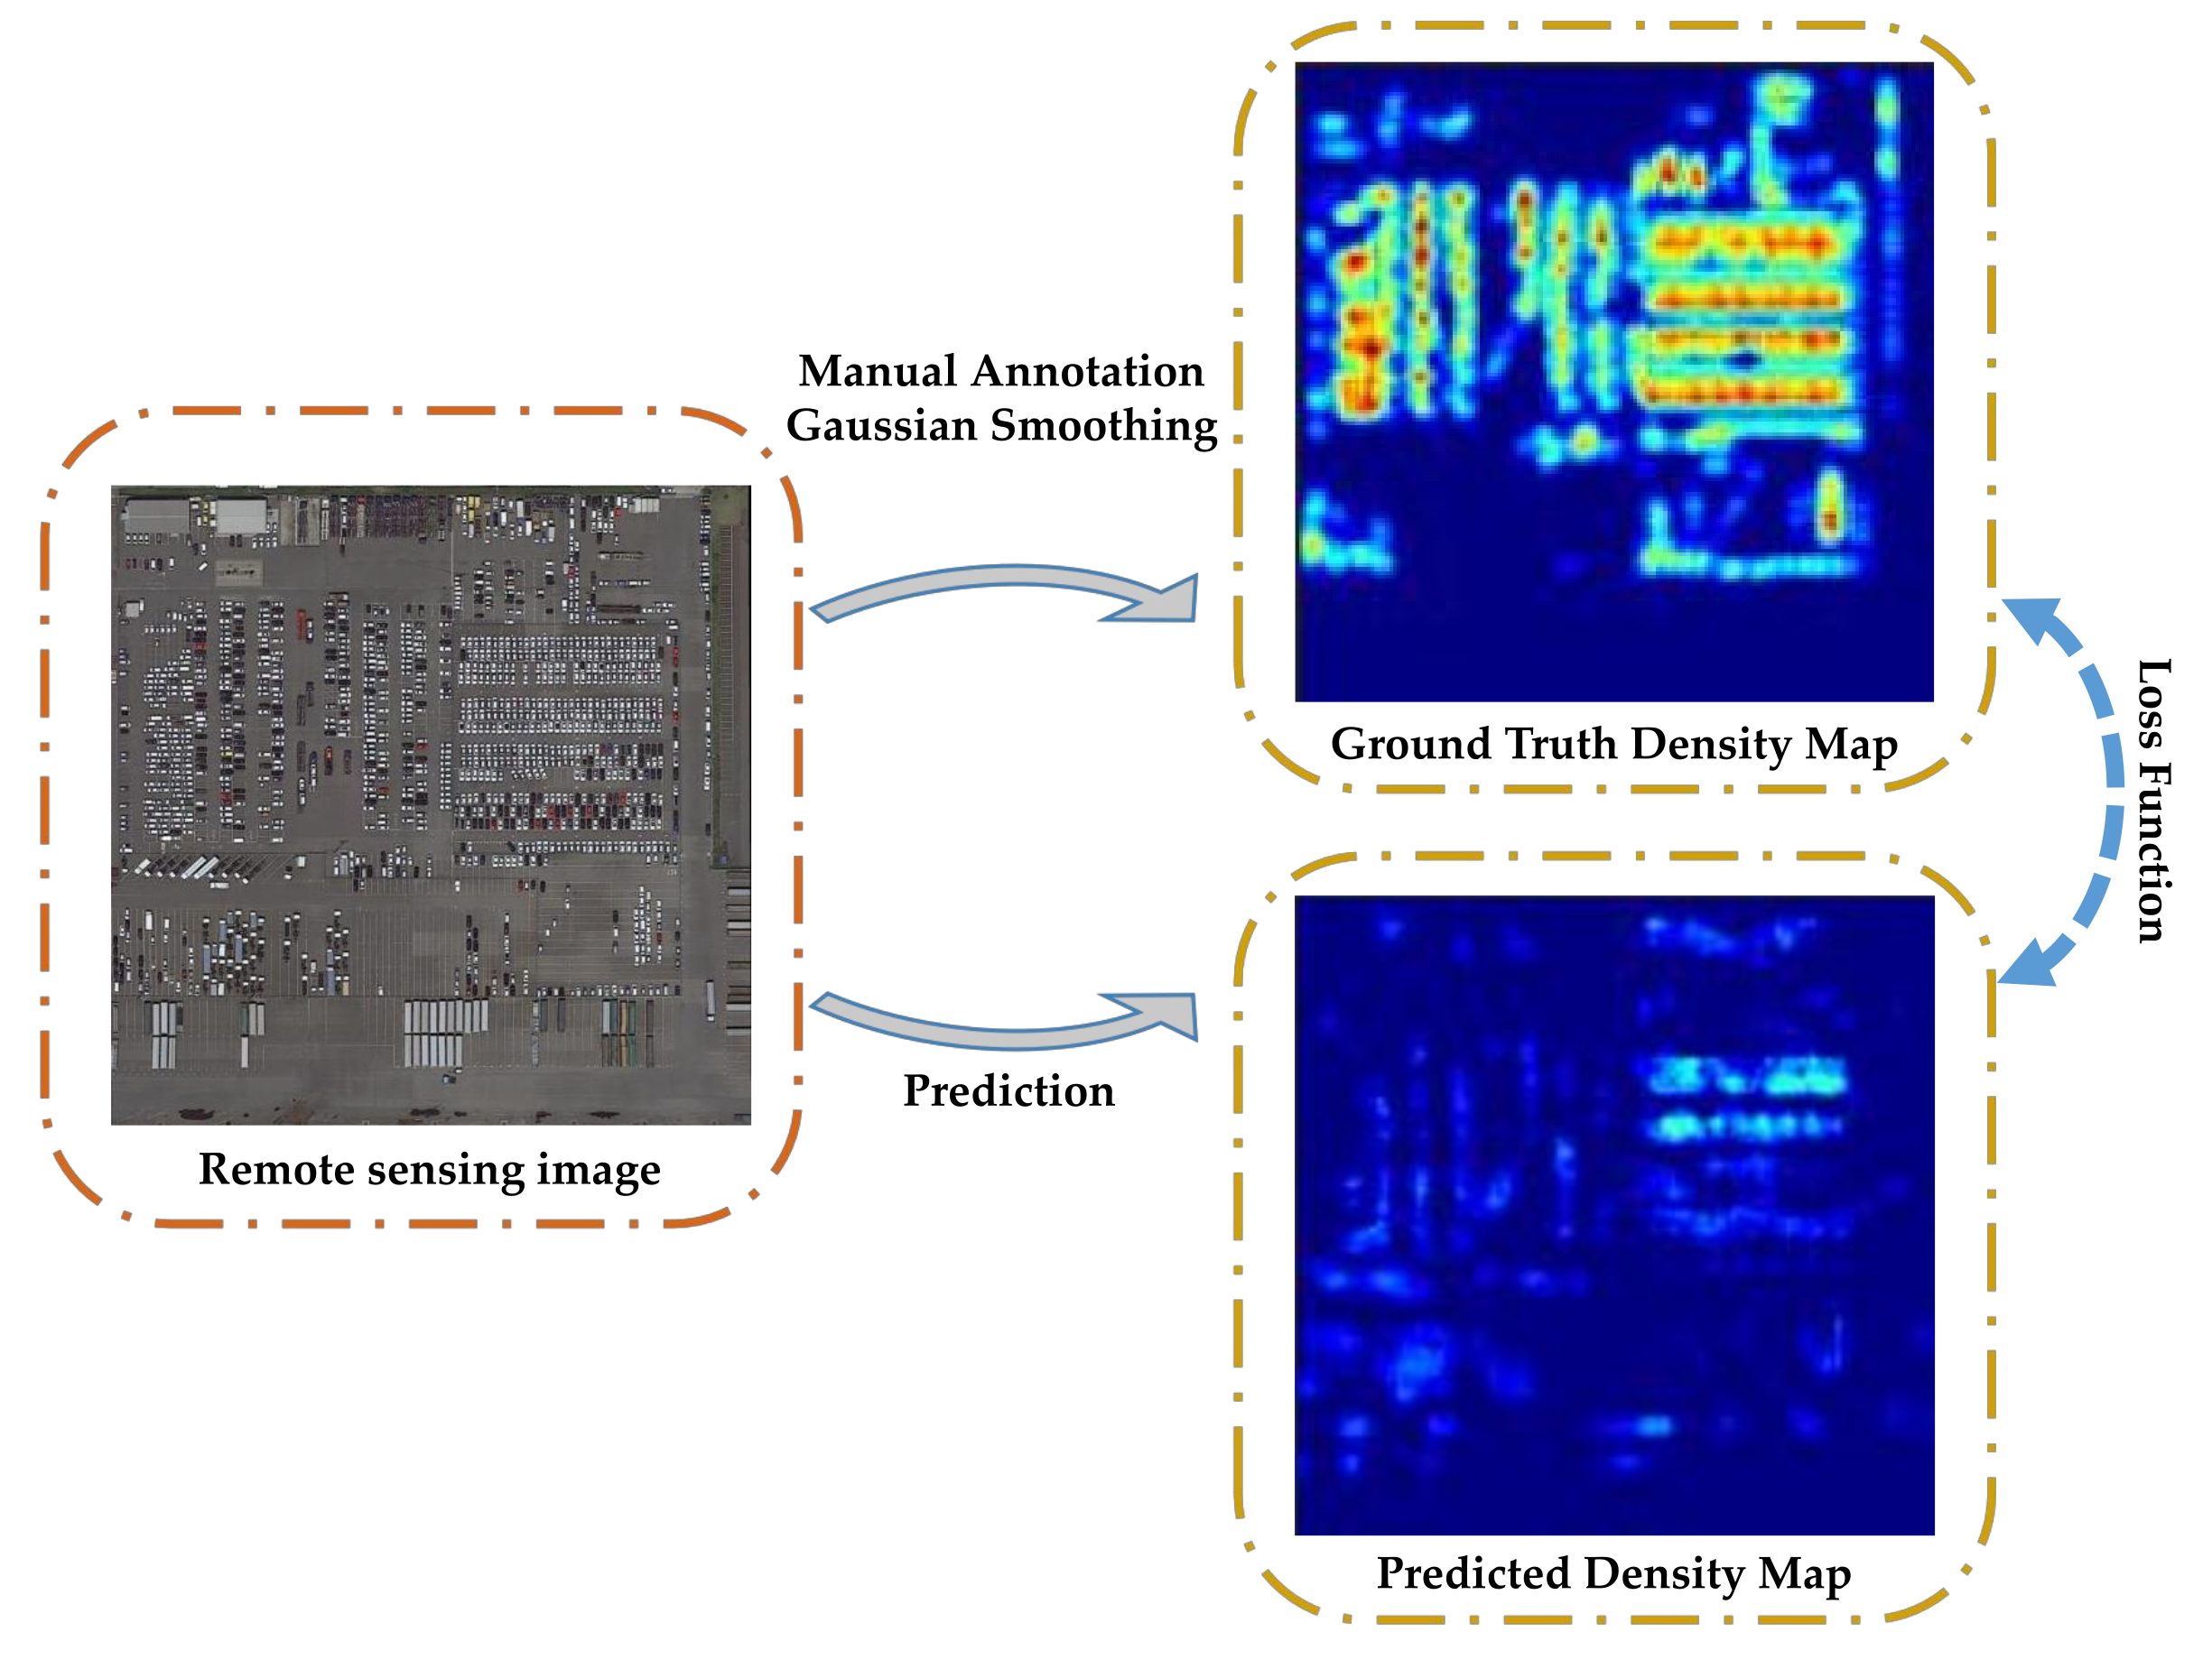 Manual Annotation
Gaussian Smoothing
Remote sensing image
Prediction
Ground Truth Density Map
Loss Function
Predicted Density Map